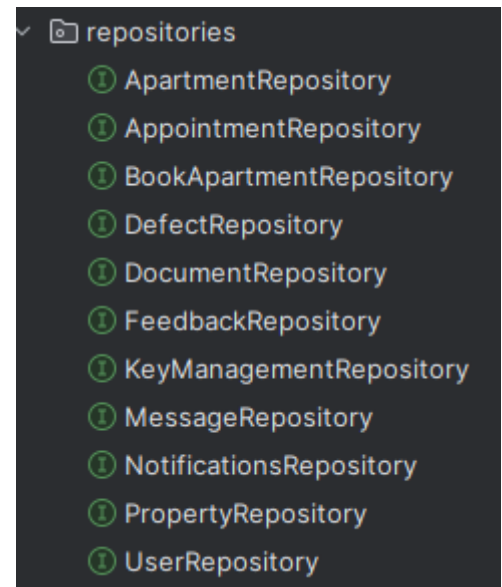 repositories
ApartmentRepository
AppointmentRepository
BookApartmentRepository
DefectRepository
DocumentRepository
FeedbackRepository
KeyManagementRepository
MessageRepository
NotificationsRepository
PropertyRepository
UserRepository